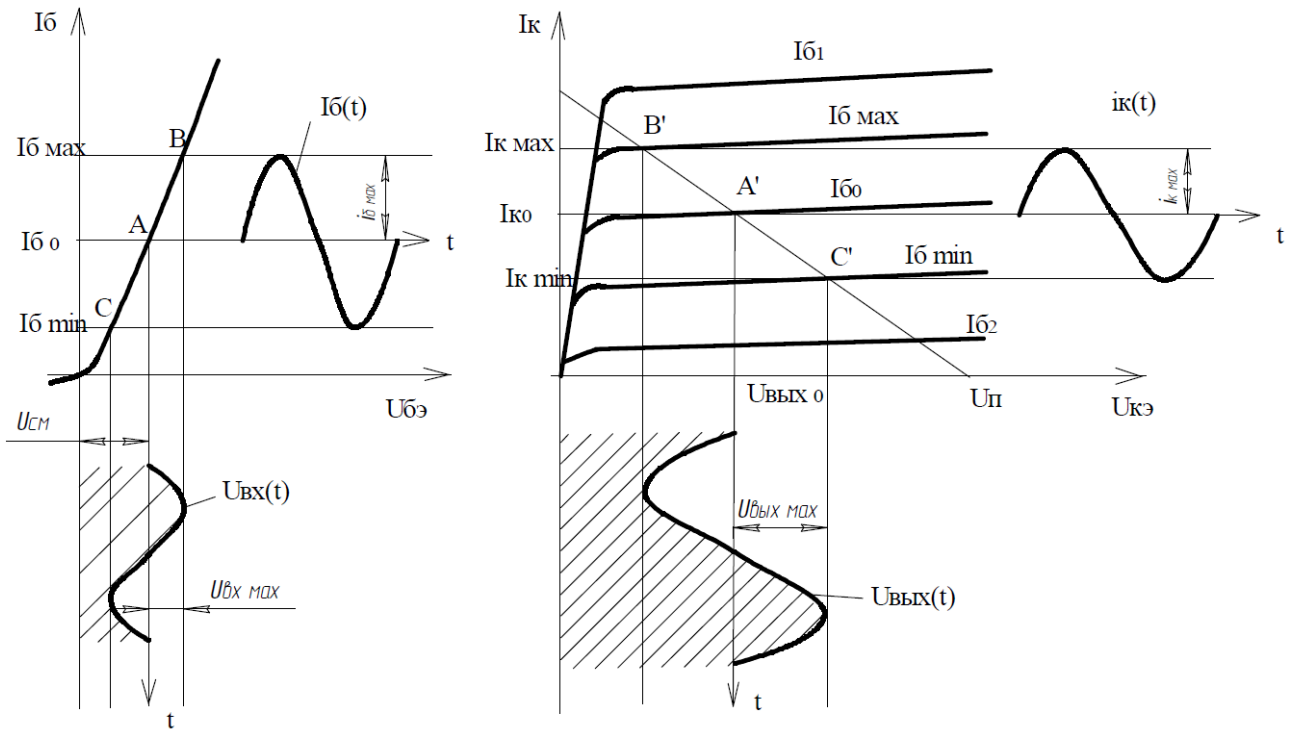 Iб
Iб(t)
Iб мах
B
iб мах
A
Iб 0
t
C
Iб min
Uбэ
Uсм
Uвх(t)
Uвх мах
t
Iк
Iб1
Iб мах
iк(t)
B'
Iк мах
A'
Iб0
iк мах
Iк0
t
C'
Iб min
Iк min
Iб2
Uвых 0
Uп
Uкэ
Uвых мах
Uвых(t)
t